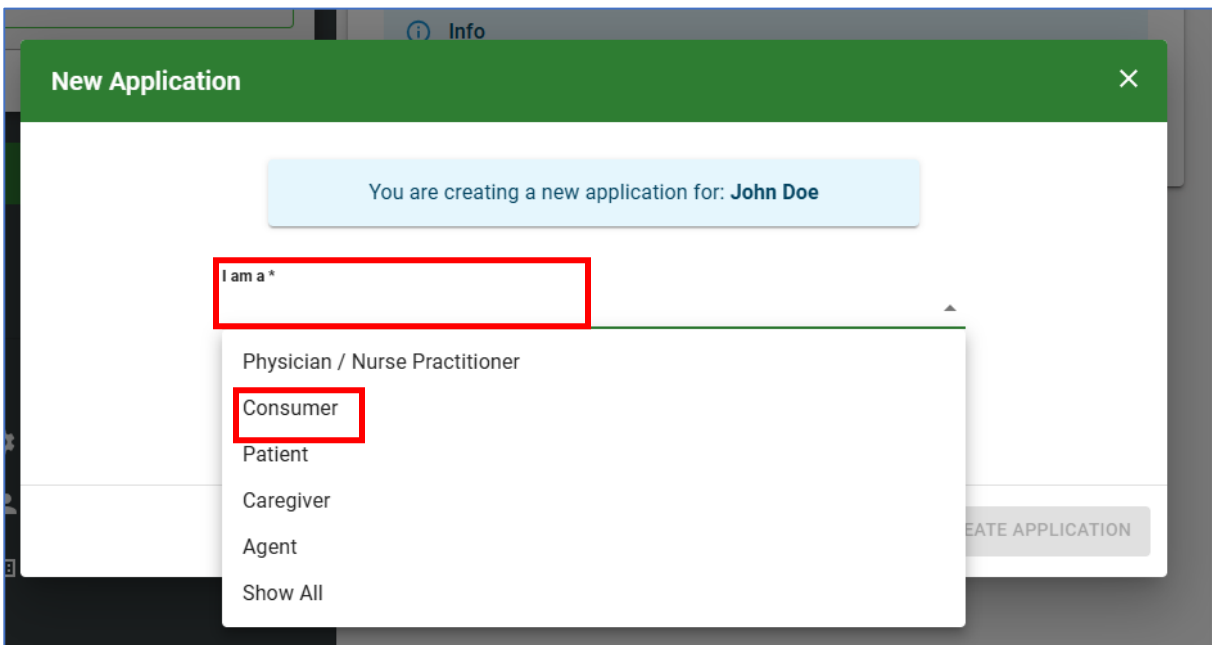 Info
New Application
You are creating a new application for: John Doe
I am a *
Physician / Nurse Practitioner
Consumer
Patient
Caregiver
Agent
Show All
APPLICATION